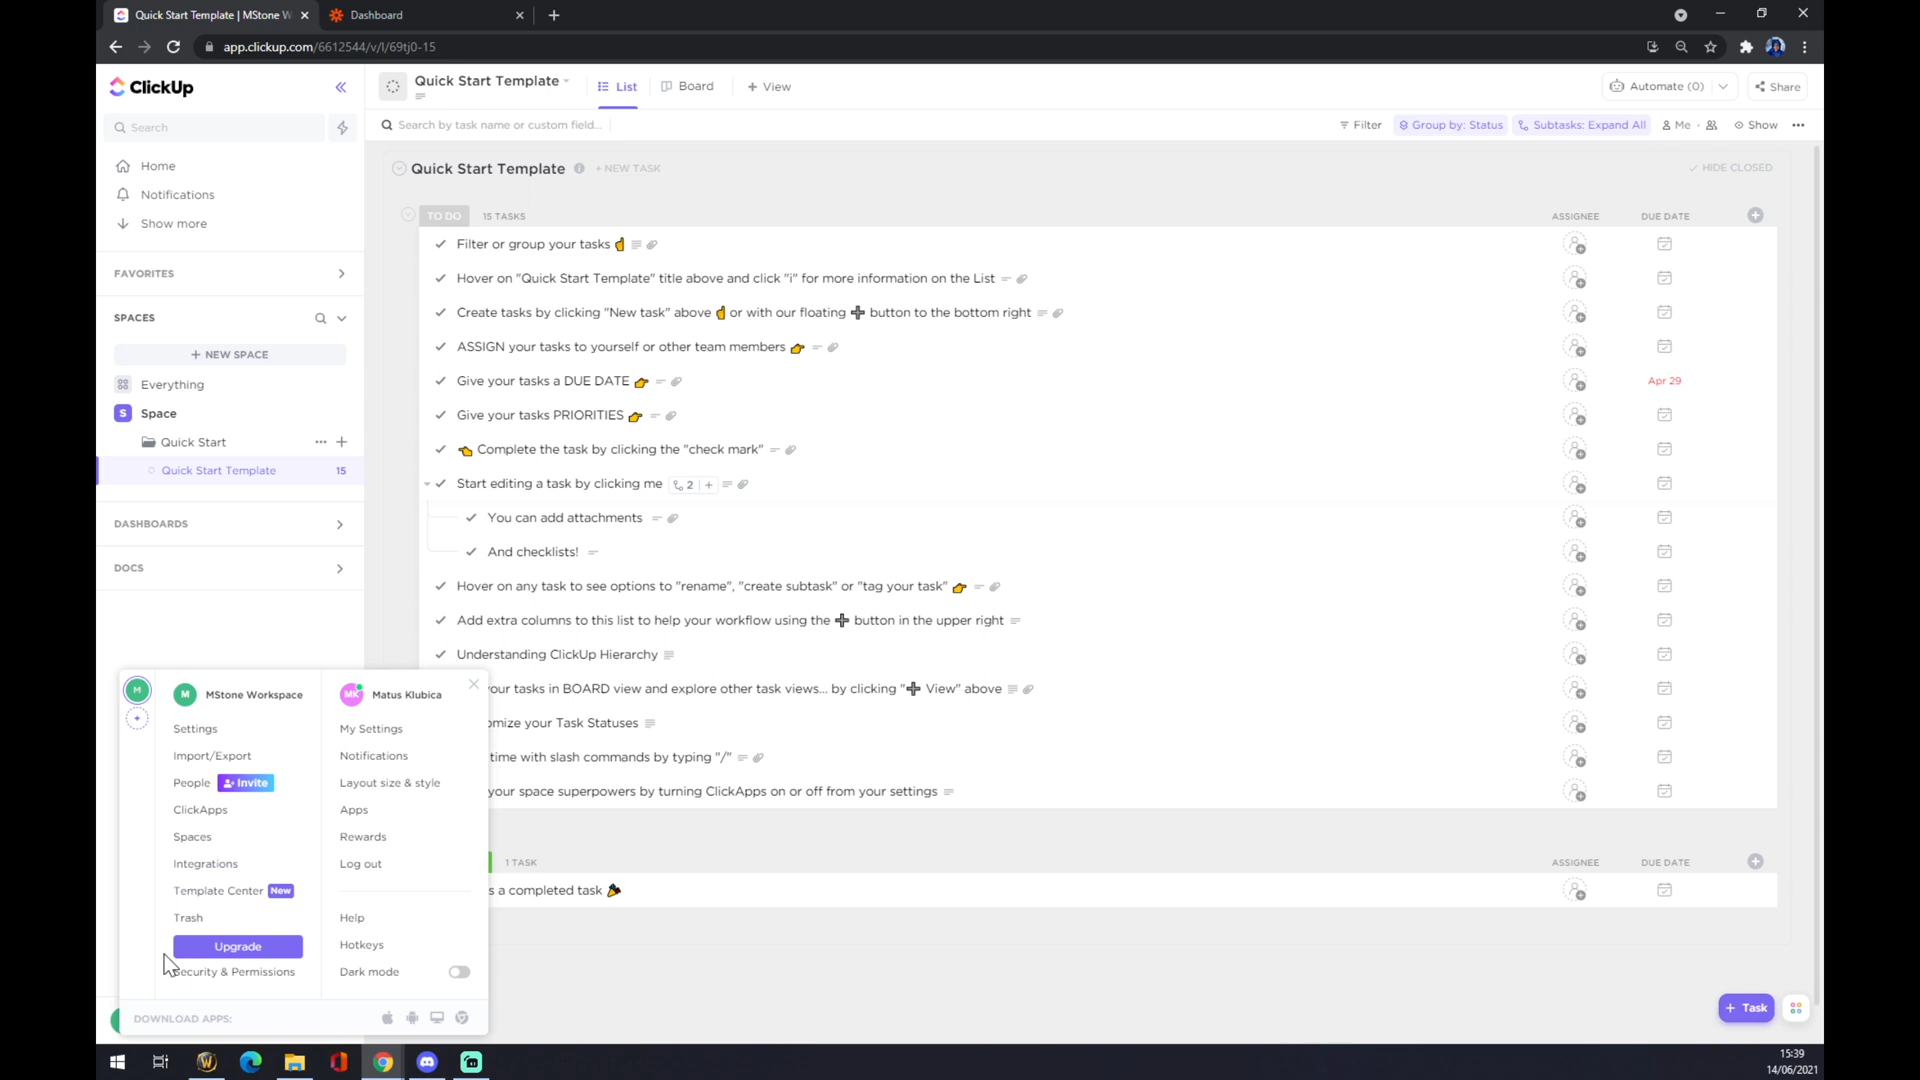 Quick Start Template | MStone W
Dashboard
app.clickup.com/6612544/v/l/69tj0-15
ClickUp
Quick Start Template
List
Board
+ View
Automate (0)
Share
Search
Search by task name or custom field...
Filter
Group by: Status
Subtasks: Expand All
Me
Show
Home
Notifications
Show more
FAVORITES
SPACES
+ NEW SPACE
Everything
S Space
Quick Start
Quick Start Template 15
DASHBOARDS
DOCS
Quick Start Template + NEW TASK
HIDE CLOSED
TO DO 15 TASKS ASSIGNEE DUE DATE
Filter or group your tasks ☝
Hover on "Quick Start Template" title above and click "i" for more information on the List
Create tasks by clicking "New task" above ☝ or with our floating ➕ button to the bottom right
ASSIGN your tasks to yourself or other team members 👉
Give your tasks a DUE DATE 👉 Apr 29
Give your tasks PRIORITIES 👉
👈 Complete the task by clicking the "check mark"
Start editing a task by clicking me 2 +
You can add attachments
And checklists!
Hover on any task to see options to "rename", "create subtask" or "tag your task" 👉
Add extra columns to this list to help your workflow using the ➕ button in the upper right
Understanding ClickUp Hierarchy
your tasks in BOARD view and explore other task views... by clicking "➕ View" above
omize your Task Statuses
time with slash commands by typing "/"
your space superpowers by turning ClickApps on or off from your settings
1 TASK ASSIGNEE DUE DATE
s a completed task 🎉
M
M MStone Workspace
Settings
Import/Export
People Invite
ClickApps
Spaces
Integrations
Template Center New
Trash
Upgrade
Security & Permissions
MK Matus Klubica
My Settings
Notifications
Layout size & style
Apps
Rewards
Log out
Help
Hotkeys
Dark mode
DOWNLOAD APPS:
+ Task
15:39
14/06/2021